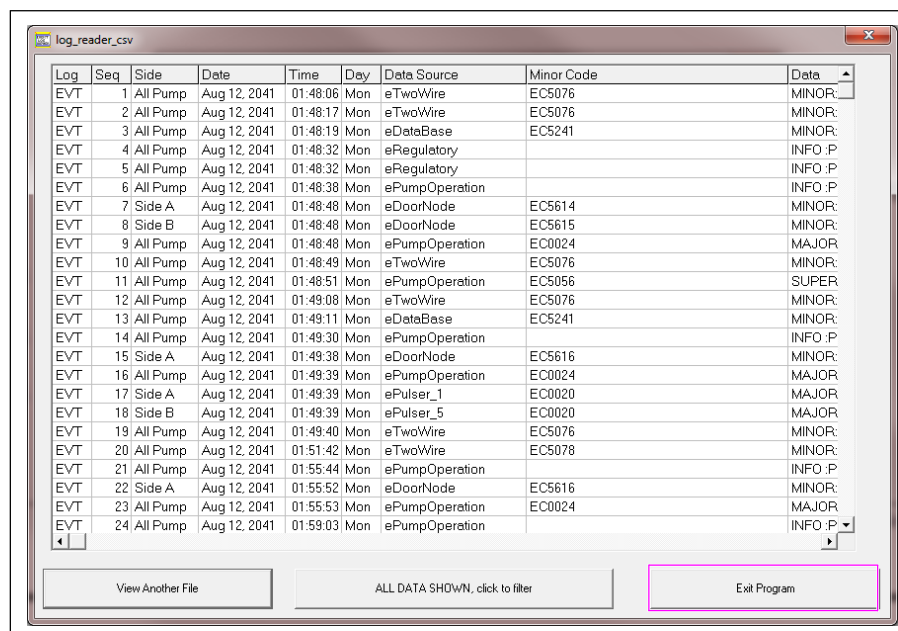 log_reader_csv
Log Seq Side Date Time Day Data Source Minor Code Data
EVT 1 All Pump Aug 12, 2041 01:48:06 Mon eTwoWire EC5076 MINOR:
EVT 2 All Pump Aug 12, 2041 01:48:17 Mon eTwoWire EC5076 MINOR:
EVT 3 All Pump Aug 12, 2041 01:48:19 Mon eDataBase EC5241 MINOR:
EVT 4 All Pump Aug 12, 2041 01:48:32 Mon eRegulatory INFO :P
EVT 5 All Pump Aug 12, 2041 01:48:32 Mon eRegulatory INFO :P
EVT 6 All Pump Aug 12, 2041 01:48:38 Mon ePumpOperation INFO :P
EVT 7 Side A Aug 12, 2041 01:48:48 Mon eDoorNode EC5614 MINOR:
EVT 8 Side B Aug 12, 2041 01:48:48 Mon eDoorNode EC5615 MINOR:
EVT 9 All Pump Aug 12, 2041 01:48:48 Mon ePumpOperation EC0024 MAJOR
EVT 10 All Pump Aug 12, 2041 01:48:49 Mon eTwoWire EC5076 MINOR:
EVT 11 All Pump Aug 12, 2041 01:48:51 Mon ePumpOperation EC5056 SUPER
EVT 12 All Pump Aug 12, 2041 01:49:08 Mon eTwoWire EC5076 MINOR:
EVT 13 All Pump Aug 12, 2041 01:49:11 Mon eDataBase EC5241 MINOR:
EVT 14 All Pump Aug 12, 2041 01:49:30 Mon ePumpOperation INFO :P
EVT 15 Side A Aug 12, 2041 01:49:38 Mon eDoorNode EC5616 MINOR:
EVT 16 All Pump Aug 12, 2041 01:49:39 Mon ePumpOperation EC0024 MAJOR
EVT 17 Side A Aug 12, 2041 01:49:39 Mon ePulser_1 EC0020 MAJOR
EVT 18 Side B Aug 12, 2041 01:49:39 Mon ePulser_5 EC0020 MAJOR
EVT 19 All Pump Aug 12, 2041 01:49:40 Mon eTwoWire EC5076 MINOR:
EVT 20 All Pump Aug 12, 2041 01:51:42 Mon eTwoWire EC5078 MINOR:
EVT 21 All Pump Aug 12, 2041 01:55:44 Mon ePumpOperation INFO :P
EVT 22 Side A Aug 12, 2041 01:55:52 Mon eDoorNode EC5616 MINOR:
EVT 23 All Pump Aug 12, 2041 01:55:53 Mon ePumpOperation EC0024 MAJOR
EVT 24 All Pump Aug 12, 2041 01:59:03 Mon ePumpOperation INFO :P
View Another File ALL DATA SHOWN, click to filter Exit Program